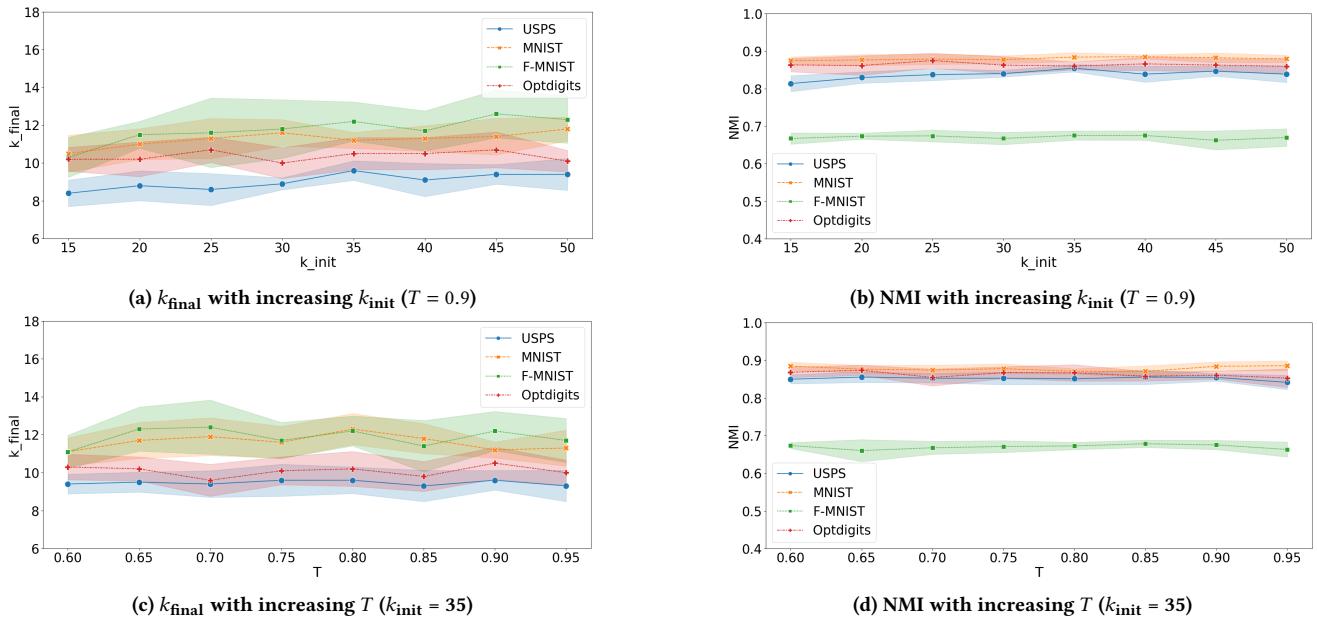 18
16
14
12
10
8
6
k_final
15 20 25 30 35 40 45 50
k_init
USPS
MNIST
F-MNIST
Optdigits
(a) k_final with increasing k_init (T = 0.9)
1.0
0.9
0.8
0.7
0.6
0.5
0.4
NMI
15 20 25 30 35 40 45 50
k_init
USPS
MNIST
F-MNIST
Optdigits
(b) NMI with increasing k_init (T = 0.9)
18
16
14
12
10
8
6
k_final
0.60 0.65 0.70 0.75 0.80 0.85 0.90 0.95
T
USPS
MNIST
F-MNIST
Optdigits
(c) k_final with increasing T (k_init = 35)
1.0
0.9
0.8
0.7
0.6
0.5
0.4
NMI
0.60 0.65 0.70 0.75 0.80 0.85 0.90 0.95
T
USPS
MNIST
F-MNIST
Optdigits
(d) NMI with increasing T (k_init = 35)